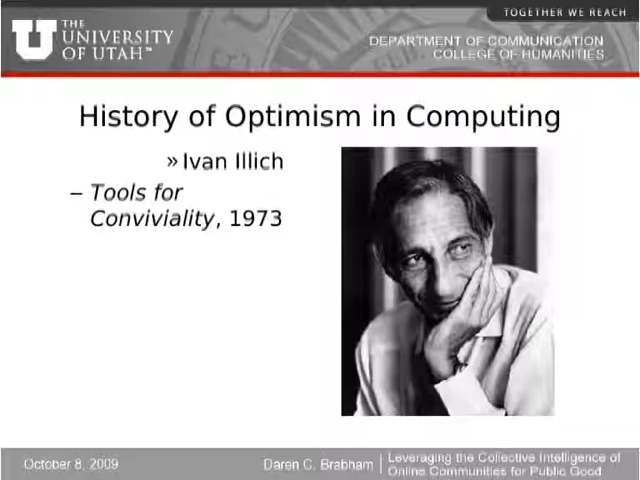 TOGETHER WE REACH
THE
UNIVERSITY
OF UTAH™
DEPARTMENT OF COMMUNICATION
COLLEGE OF HUMANITIES
History of Optimism in Computing
» Ivan Illich
– Tools for
Conviviality, 1973
October 8, 2009
Daren C. Brabham
Leveraging the Collective Intelligence of
Online Communities for Public Good